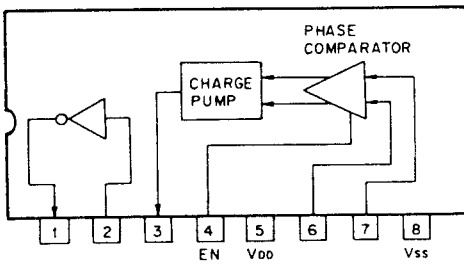 PHASE
COMPARATOR
CHARGE
PUMP
1 2 3 4 5 6 7 8
EN VDD VSS